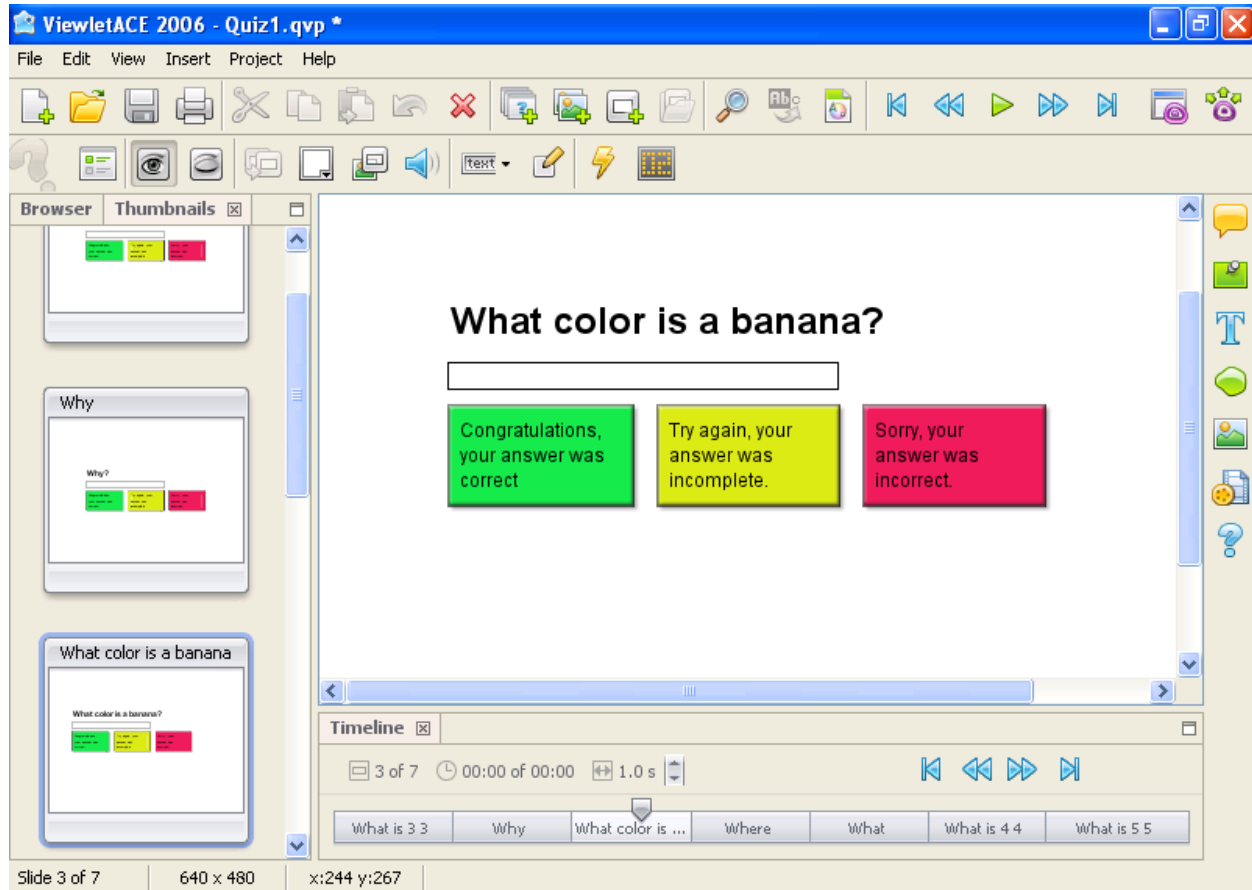 ViewletACE 2006 - Quiz1.qvp *
File Edit View Insert Project Help
Ab
text
Browser Thumbnails
Why
Why?
What color is a banana
What color is a banana?
What color is a banana?
Congratulations,
your answer was
correct
Try again, your
answer was
incomplete.
Sorry, your
answer was
incorrect.
Timeline
3 of 7 00:00 of 00:00 1.0 s
What is 3 3 Why What color is ... Where What What is 4 4 What is 5 5
Slide 3 of 7 640 x 480 x:244 y:267